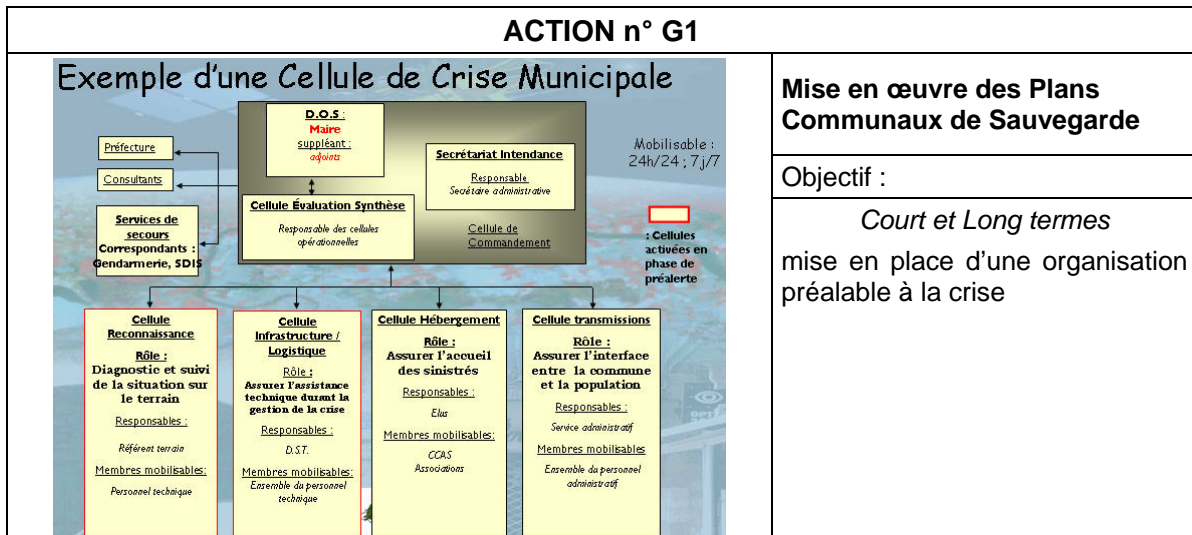 ACTION n° G1
Exemple d'une Cellule de Crise Municipale
D.O.S :
Maire
suppléant :
adjoints
Préfecture
Consultants
Services de
secours
Correspondants :
Gendarmerie, SDIS
Secrétariat Intendance
Responsable
Secrétaire administrative
Mobilisable :
24h/24 ; 7j/7
Cellule Évaluation Synthèse
Responsable des cellules
opérationnelles
Cellule de
Commandement
: Cellules
activées en
phase de
préalerte
Cellule
Reconnaissance
Rôle :
Diagnostic et suivi
de la situation sur
le terrain
Responsables :
Référent terrain
Membres mobilisables:
Personnel technique
Cellule
Infrastructure /
Logistique
Rôle :
Assurer l'assistance
technique durant la
gestion de la crise
Responsables :
D.S.T.
Membres mobilisables:
Ensemble du personnel
technique
Cellule Hébergement
Rôle :
Assurer l'accueil
des sinistrés
Responsables :
Elus
Membres mobilisables:
CCAS
Associations
Cellule transmissions
Rôle :
Assurer l'interface
entre la commune
et la population
Responsables :
Service administratif
Membres mobilisables
Ensemble du personnel
administratif
Mise en œuvre des Plans
Communaux de Sauvegarde
Objectif :
Court et Long termes
mise en place d'une organisation
préalable à la crise